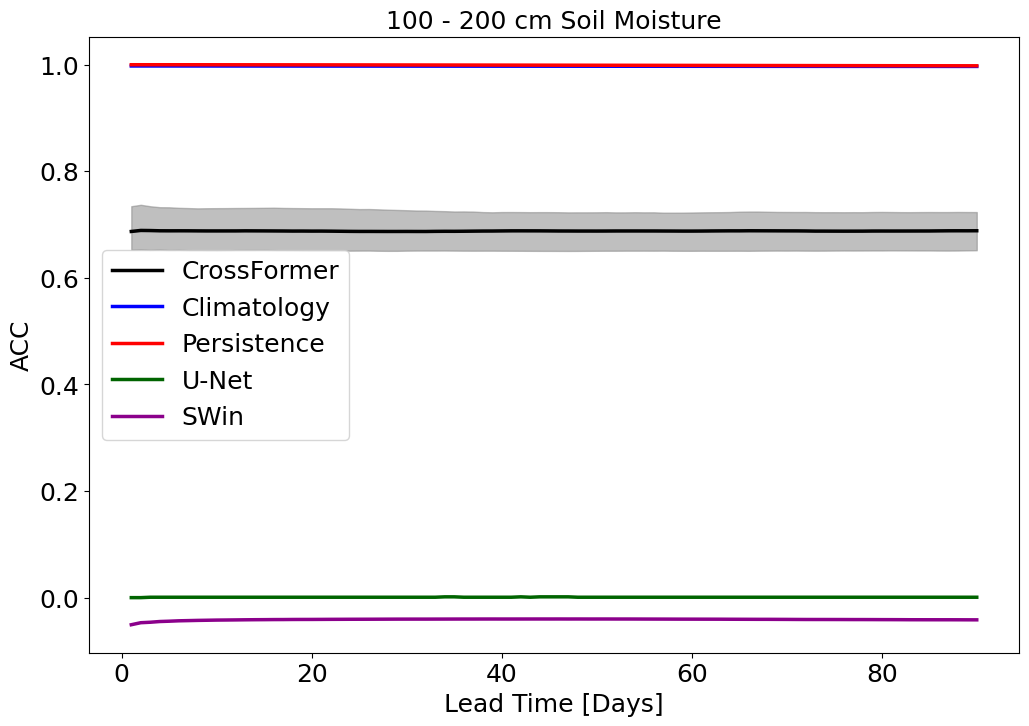 100 - 200 cm Soil Moisture
ACC
1.0
0.8
0.6
0.4
0.2
0.0
CrossFormer
Climatology
Persistence
U-Net
SWin
0 20 40 60 80
Lead Time [Days]